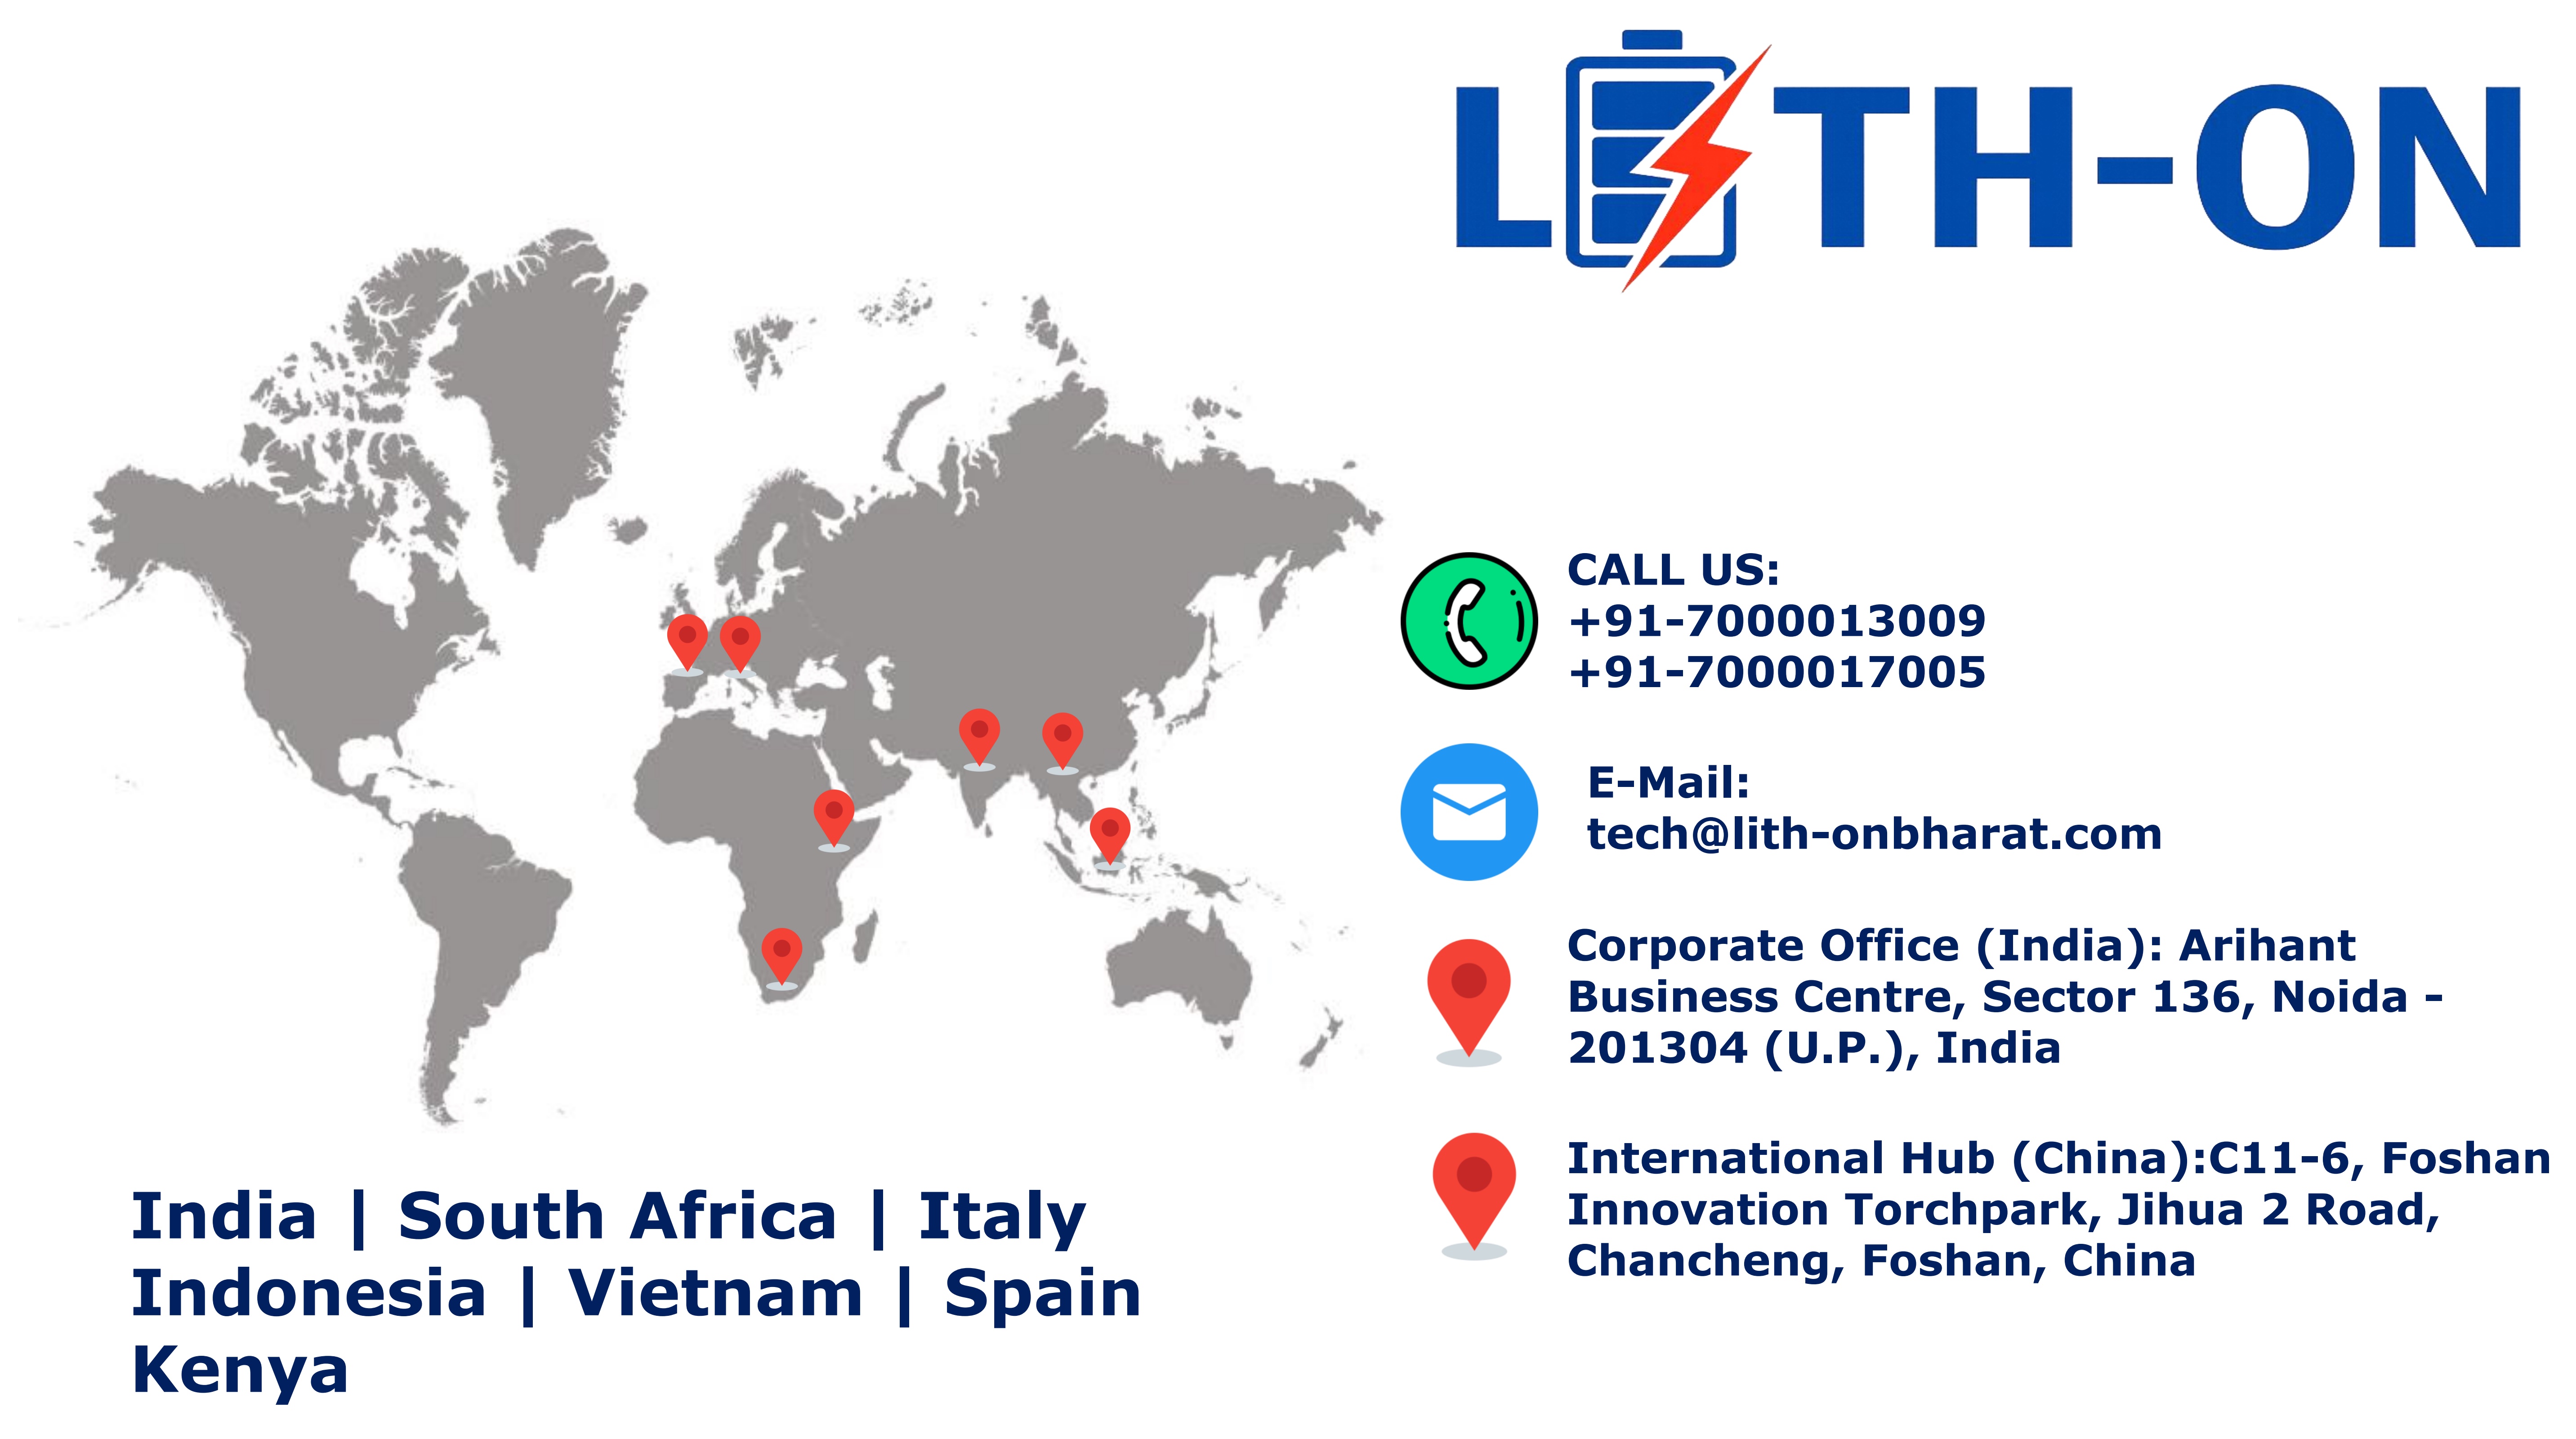 LITH-ON
CALL US:
+91-7000013009
+91-7000017005
E-Mail:
tech@lith-onbharat.com
Corporate Office (India): Arihant
Business Centre, Sector 136, Noida -
201304 (U.P.), India
International Hub (China):C11-6, Foshan
Innovation Torchpark, Jihua 2 Road,
Chancheng, Foshan, China
India | South Africa | Italy
Indonesia | Vietnam | Spain
Kenya